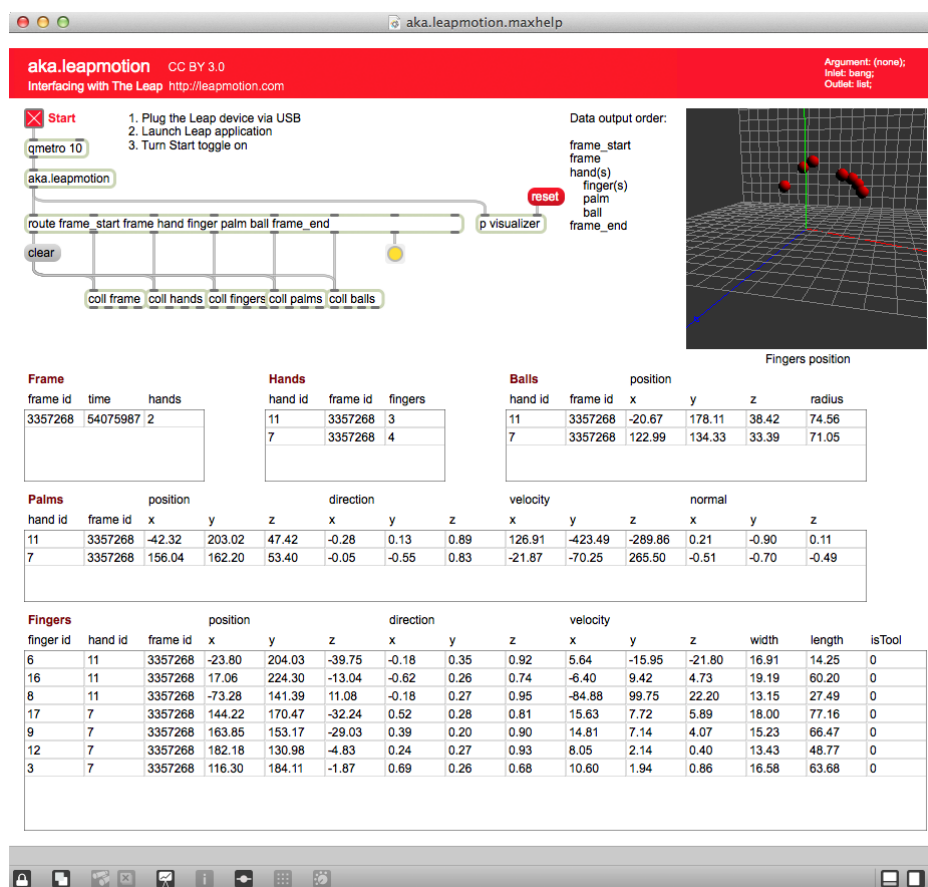 aka.leapmotion.maxhelp
aka.leapmotion CC BY 3.0
Interfacing with The Leap http://leapmotion.com
Argument: (none);
Inlet: bang;
Outlet: list;
Start
1. Plug the Leap device via USB
2. Launch Leap application
3. Turn Start toggle on
qmetro 10
aka.leapmotion
reset
route frame_start frame hand finger palm ball frame_end
p visualizer
clear
coll frame coll hands coll fingers coll palms coll balls
Data output order:
frame_start
frame
hand(s)
finger(s)
palm
ball
frame_end
Fingers position
Frame
frame id time hands
3357268 54075987 2
Hands
hand id frame id fingers
11 3357268 3
7 3357268 4
Balls position
hand id frame id x y z radius
11 3357268 -20.67 178.11 38.42 74.56
7 3357268 122.99 134.33 33.39 71.05
Palms position direction velocity normal
hand id frame id x y z x y z x y z x y z
11 3357268 -42.32 203.02 47.42 -0.28 0.13 0.89 126.91 -423.49 -289.86 0.21 -0.90 0.11
7 3357268 156.04 162.20 53.40 -0.05 -0.55 0.83 -21.87 -70.25 265.50 -0.51 -0.70 -0.49
Fingers position direction velocity
finger id hand id frame id x y z x y z x y z width length isTool
6 11 3357268 -23.80 204.03 -39.75 -0.18 0.35 0.92 5.64 -15.95 -21.80 16.91 14.25 0
16 11 3357268 17.06 224.30 -13.04 -0.62 0.26 0.74 -6.40 9.42 4.73 19.19 60.20 0
8 11 3357268 -73.28 141.39 11.08 -0.18 0.27 0.95 -84.88 99.75 22.20 13.15 27.49 0
17 7 3357268 144.22 170.47 -32.24 0.52 0.28 0.81 15.63 7.72 5.89 18.00 77.16 0
9 7 3357268 163.85 153.17 -29.03 0.39 0.20 0.90 14.81 7.14 4.07 15.23 66.47 0
12 7 3357268 182.18 130.98 -4.83 0.24 0.27 0.93 8.05 2.14 0.40 13.43 48.77 0
3 7 3357268 116.30 184.11 -1.87 0.69 0.26 0.68 10.60 1.94 0.86 16.58 63.68 0